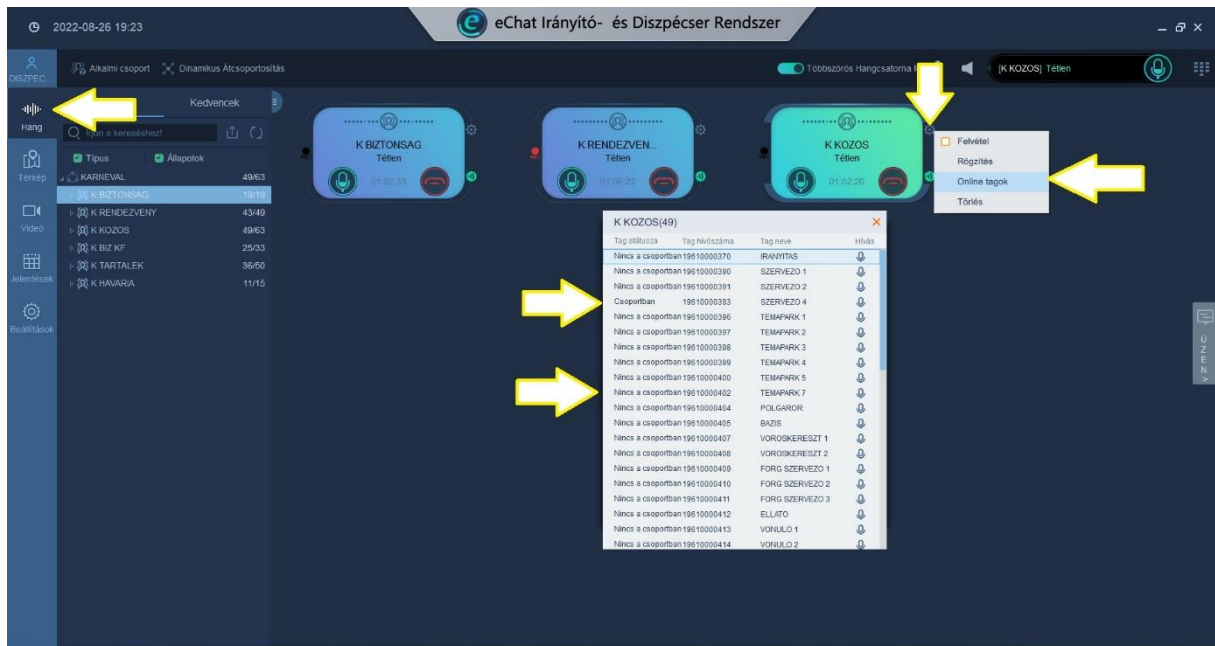 2022-08-26 19:23
eChat Irányító- és Diszpécser Rendszer
DISZPÉC...
Alkalmi csoport
Dinamikus Átcsoportosítás
Többszörös Hangcsatorna
[K KOZOS] Tétlen
Hang
Térkép
Videó
Jelentések
Beállítások
Kedvencek
Írjon a kereséshez!
Típus
Állapotok
KARNEVAL 49/63
K BIZTONSAG 19/19
K RENDEZVENY 43/49
K KOZOS 49/63
K BIZ KF 25/33
K TARTALEK 36/50
K HAVARIA 11/15
K BIZTONSAG
Tétlen
01:02:33
REC
K RENDEZVEN...
Tétlen
REC
K KOZOS
Tétlen
01:02:20
Felvétel
Rögzítés
Online tagok
Törlés
K KOZOS(49)
Tag státusza Tag hívószáma Tag neve Hívás
Nincs a csoportban 19610000370 IRANYITAS
Nincs a csoportban 19610000390 SZERVEZO 1
Nincs a csoportban 19610000391 SZERVEZO 2
Csoportban 19610000393 SZERVEZO 4
Nincs a csoportban 19610000396 TEMAPARK 1
Nincs a csoportban 19610000397 TEMAPARK 2
Nincs a csoportban 19610000398 TEMAPARK 3
Nincs a csoportban 19610000399 TEMAPARK 4
Nincs a csoportban 19610000400 TEMAPARK 5
Nincs a csoportban 19610000402 TEMAPARK 7
Nincs a csoportban 19610000404 POLGAROR
Nincs a csoportban 19610000405 BAZIS
Nincs a csoportban 19610000407 VOROSKERESZT 1
Nincs a csoportban 19610000408 VOROSKERESZT 2
Nincs a csoportban 19610000409 FORG SZERVEZO 1
Nincs a csoportban 19610000410 FORG SZERVEZO 2
Nincs a csoportban 19610000411 FORG SZERVEZO 3
Nincs a csoportban 19610000412 ELLATO
Nincs a csoportban 19610000413 VONULO 1
Nincs a csoportban 19610000414 VONULO 2
ÜZEN >